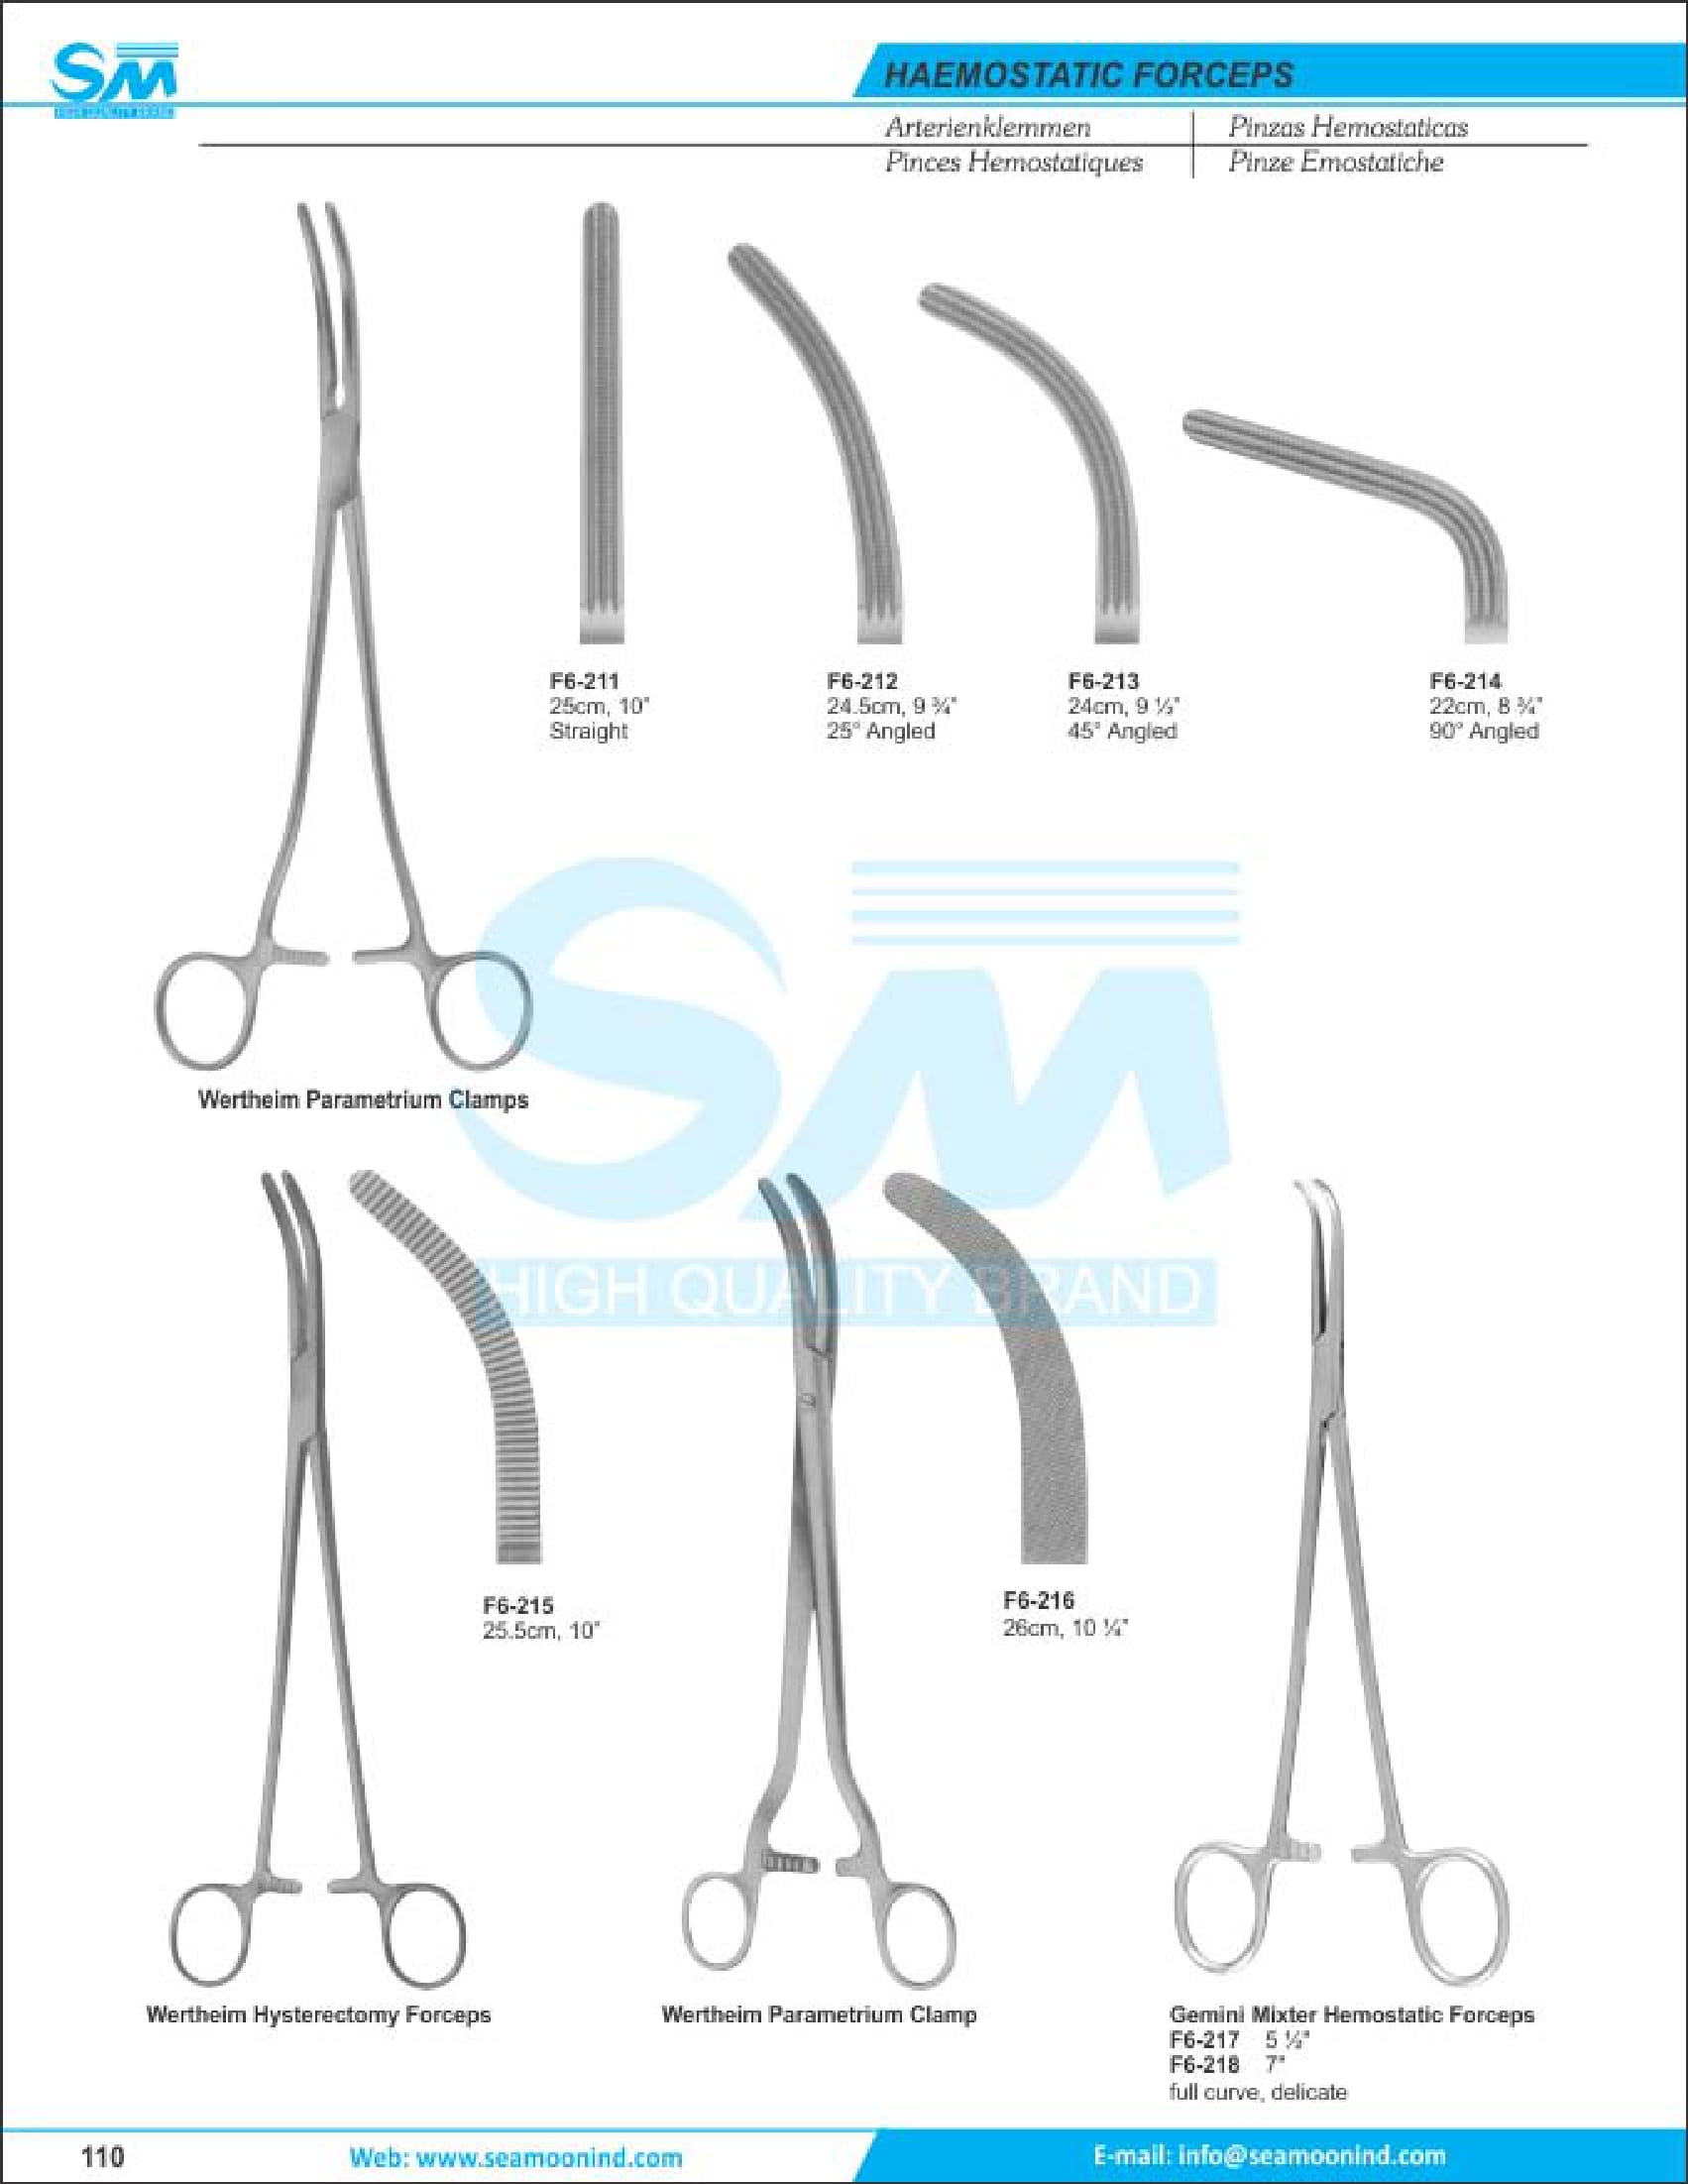 SM
HAEMOSTATIC FORCEPS
Arterienklemmen
Pinzas Hemostaticas
Pinces Hemostatiques
Pinze Emostatiche
F6-211
25cm, 10"
Straight
F6-212
24.5cm, 9 ¾"
25° Angled
F6-213
24cm, 9 ½"
45° Angled
F6-214
22cm, 8 ¾"
90° Angled
Wertheim Parametrium Clamps
SM
HIGH QUALITY BRAND
F6-215
25.5cm, 10"
F6-216
26cm, 10 ¼"
Wertheim Hysterectomy Forceps
Wertheim Parametrium Clamp
Gemini Mixter Hemostatic Forceps
F6-217 5 ½"
F6-218 7"
full curve, delicate
110
Web: www.seamoonind.com
E-mail: info@seamoonind.com